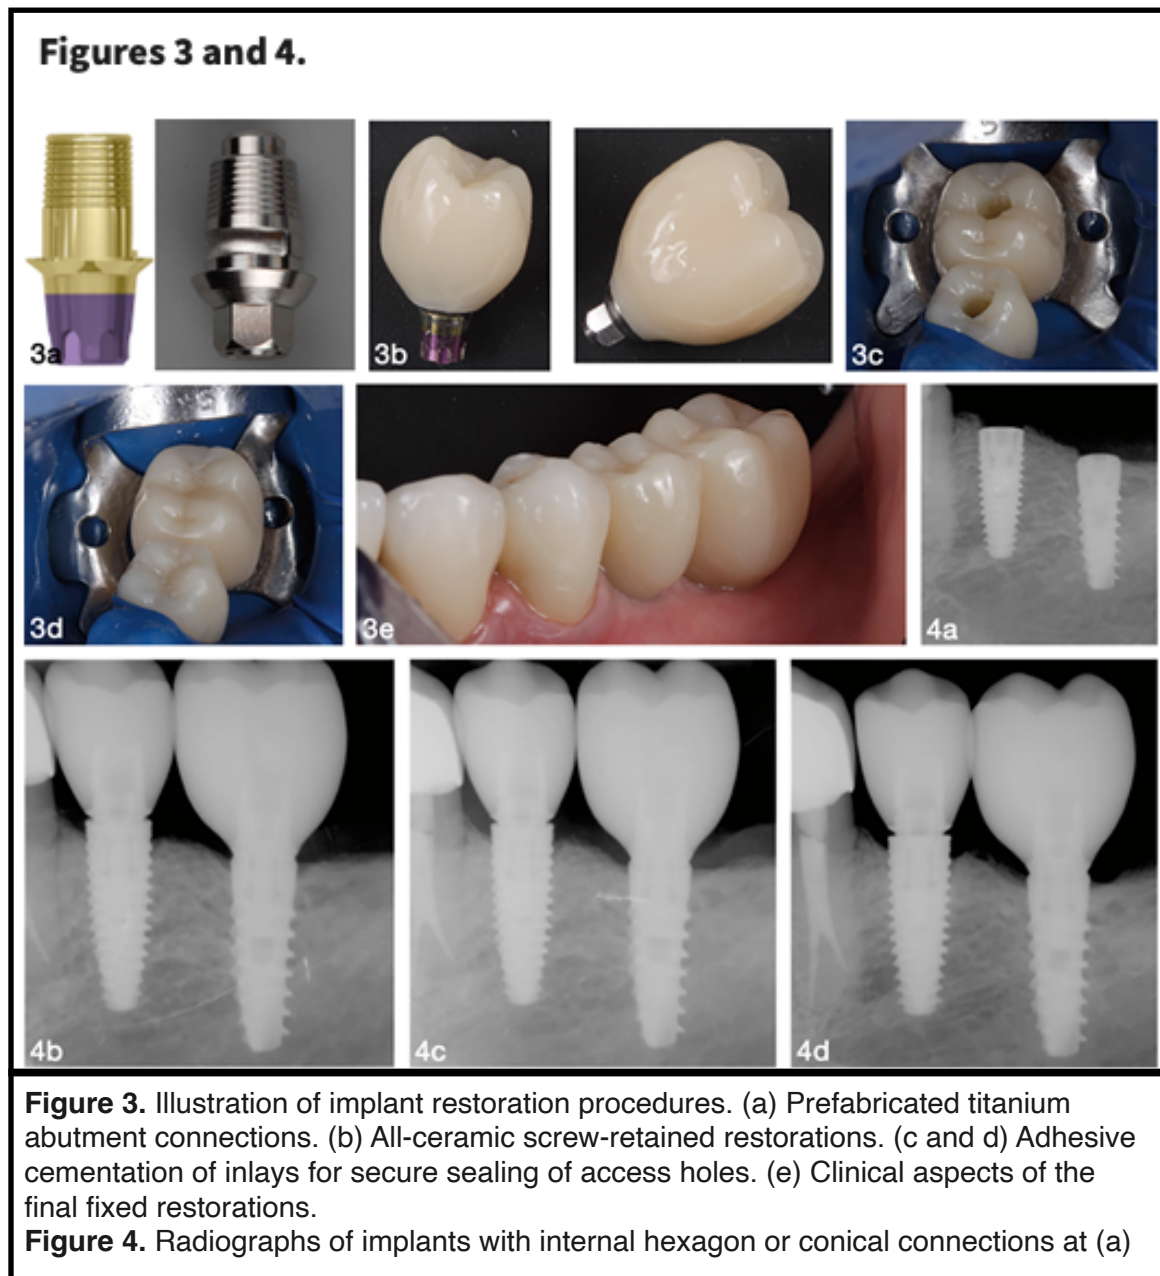 Figures 3 and 4.
3a
3b
3c
3d
3e
4a
4b
4c
4d
Figure 3. Illustration of implant restoration procedures. (a) Prefabricated titanium
abutment connections. (b) All-ceramic screw-retained restorations. (c and d) Adhesive
cementation of inlays for secure sealing of access holes. (e) Clinical aspects of the
final fixed restorations.
Figure 4. Radiographs of implants with internal hexagon or conical connections at (a)